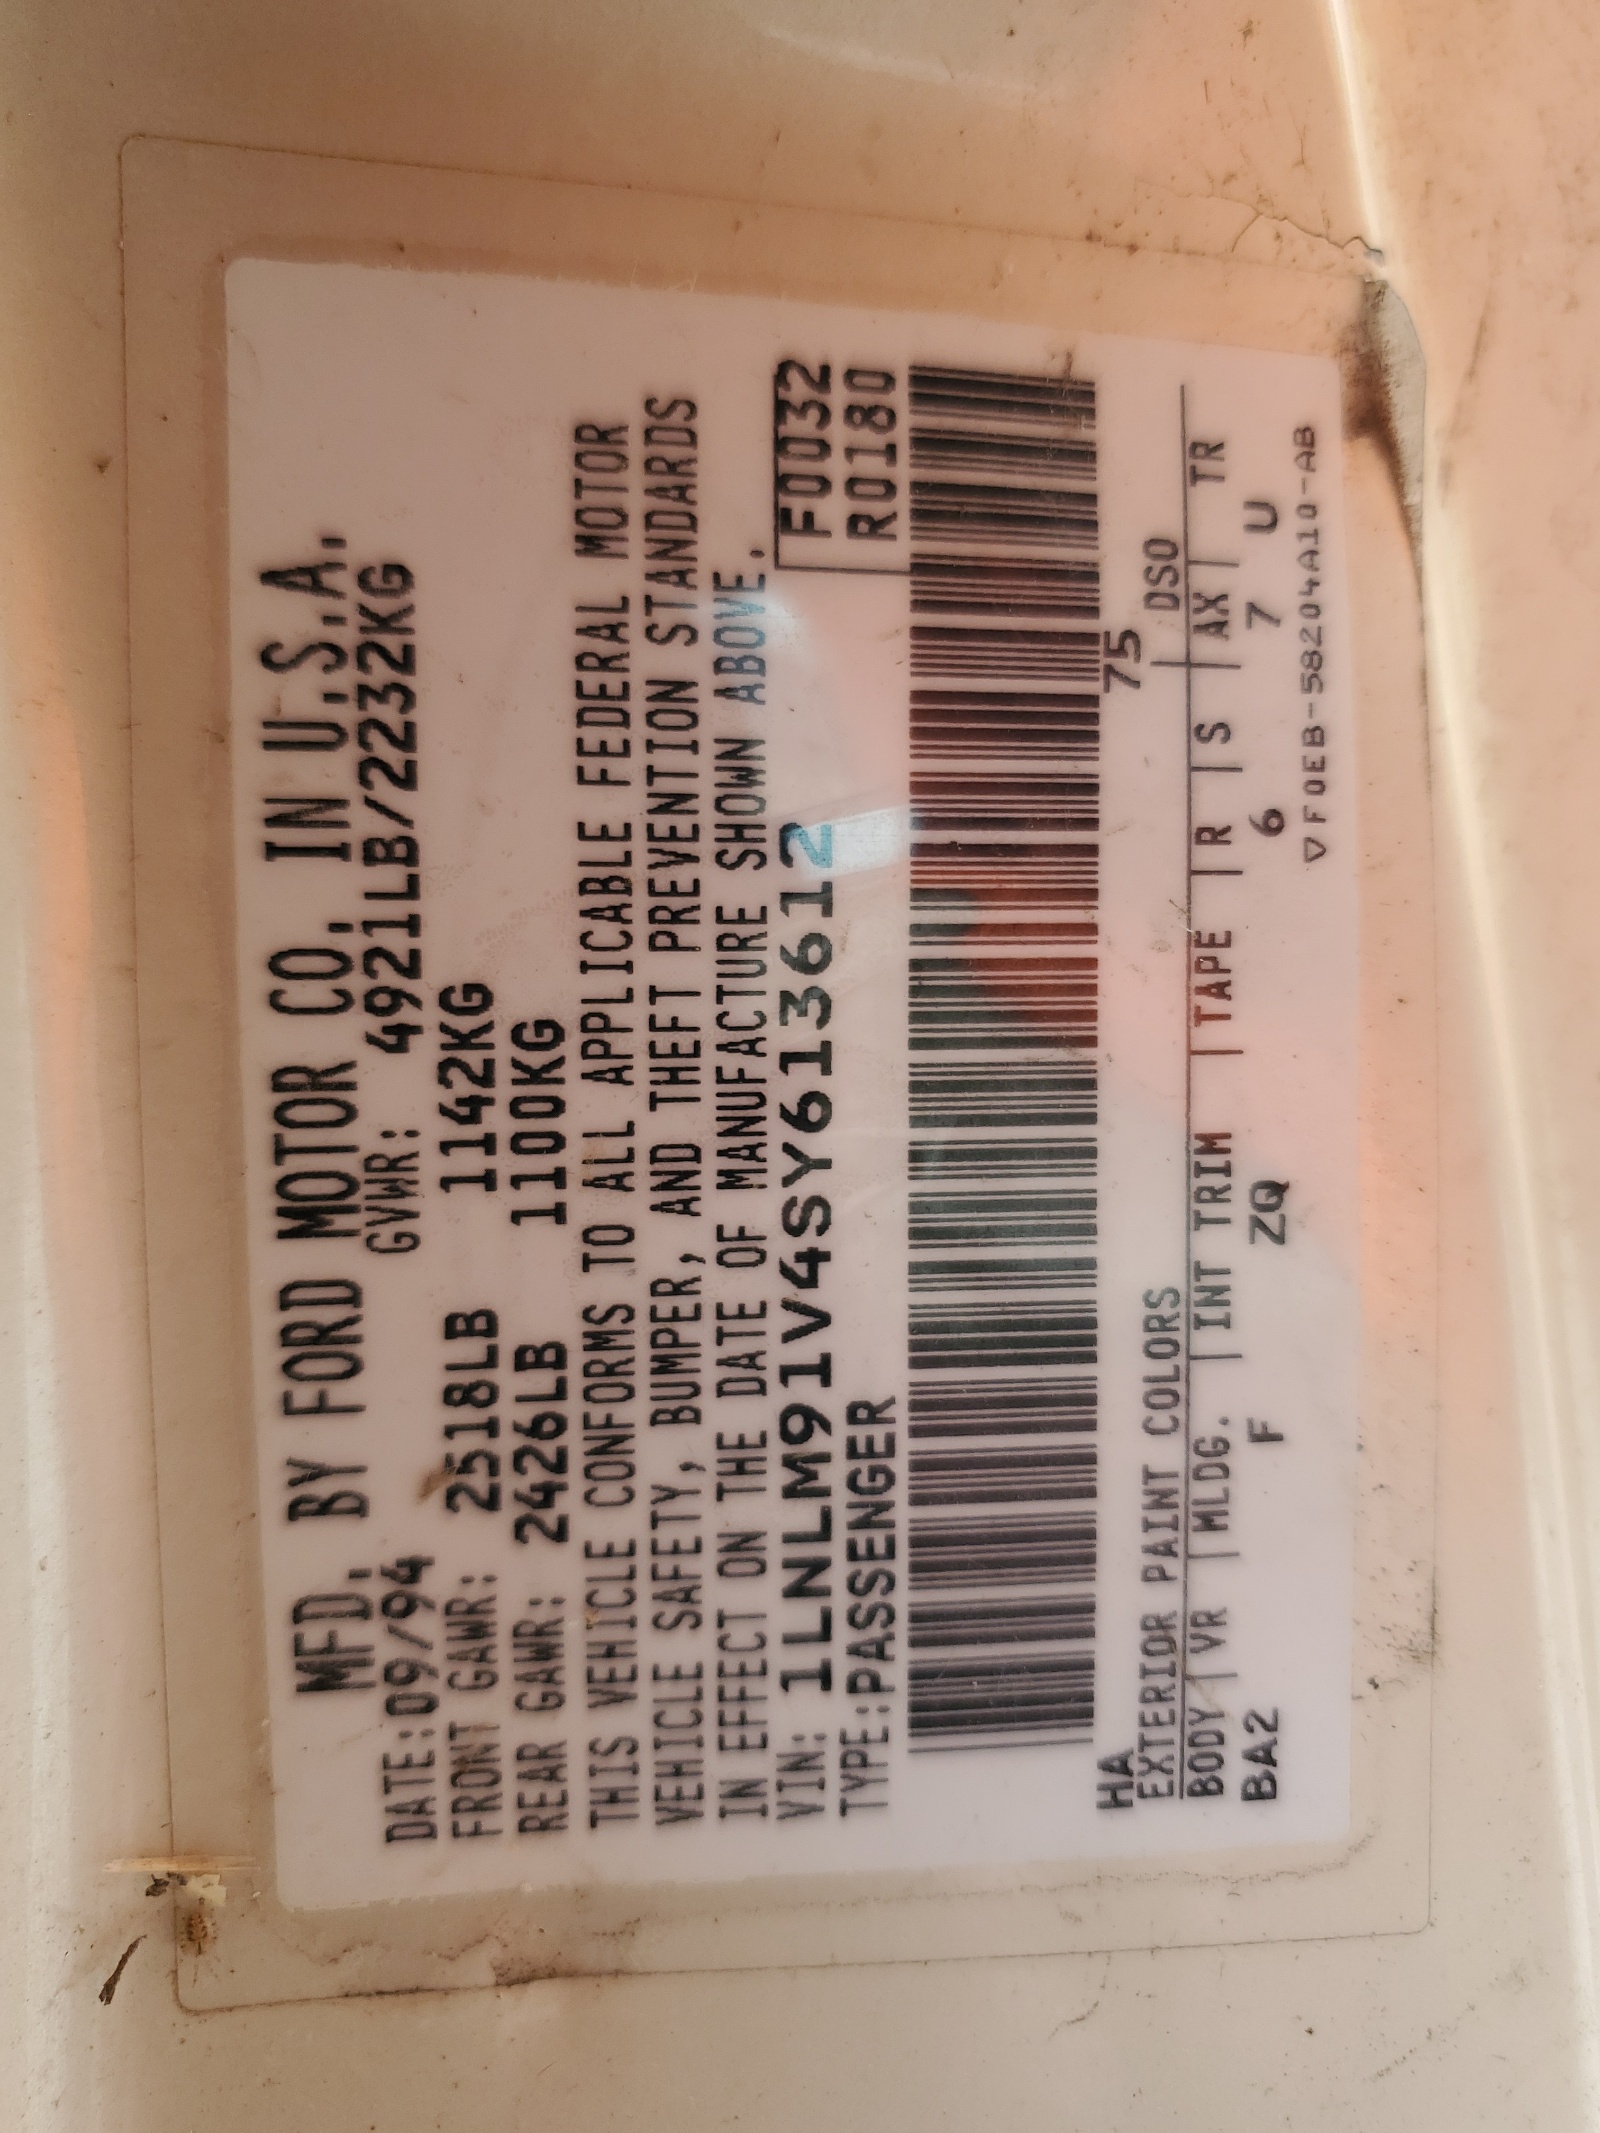 MFD. BY FORD MOTOR CO. IN U.S.A.
DATE:09/94 GVWR: 4921LB/2232KG
FRONT GAWR: 2518LB 1142KG
REAR GAWR: 2426LB 1100KG
THIS VEHICLE CONFORMS TO ALL APPLICABLE FEDERAL MOTOR
VEHICLE SAFETY, BUMPER, AND THEFT PREVENTION STANDARDS
IN EFFECT ON THE DATE OF MANUFACTURE SHOWN ABOVE.
VIN: 1LNLM91V4SY613612 F0032
TYPE:PASSENGER R0180
HA 75
EXTERIOR PAINT COLORS DSO
BODY VR MLDG. INT TRIM TAPE R S AX TR
BA2 F ZQ 6 7 U
▽F0EB-58204A10-AB